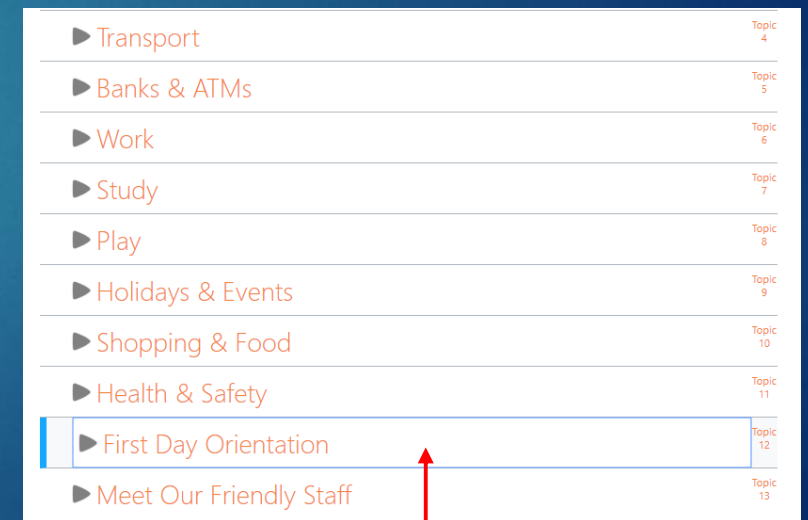 Transport
Topic
4
Banks & ATMs
Topic
5
Work
Topic
6
Study
Topic
7
Play
Topic
8
Holidays & Events
Topic
9
Shopping & Food
Topic
10
Health & Safety
Topic
11
First Day Orientation
Topic
12
Meet Our Friendly Staff
Topic
13